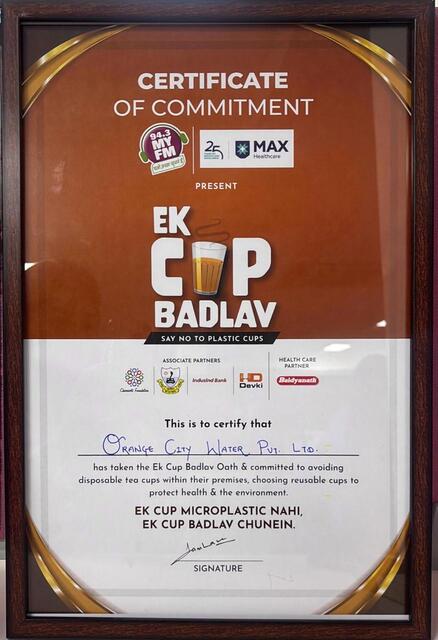 CERTIFICATE
OF COMMITMENT
94.3
MY
FM
25
MAX
Healthcare
PRESENT
EK
CUP
BADLAV
SAY NO TO PLASTIC CUPS
ASSOCIATE PARTNERS
HEALTH CARE
PARTNER
IndusInd Bank
HD
Devki
Baidyanath
This is to certify that
ORANGE CITY WATER PVT. LTD.
has taken the Ek Cup Badlav Oath & committed to avoiding
disposable tea cups within their premises, choosing reusable cups to
protect health & the environment.
EK CUP MICROPLASTIC NAHI,
EK CUP BADLAV CHUNEIN.
SIGNATURE